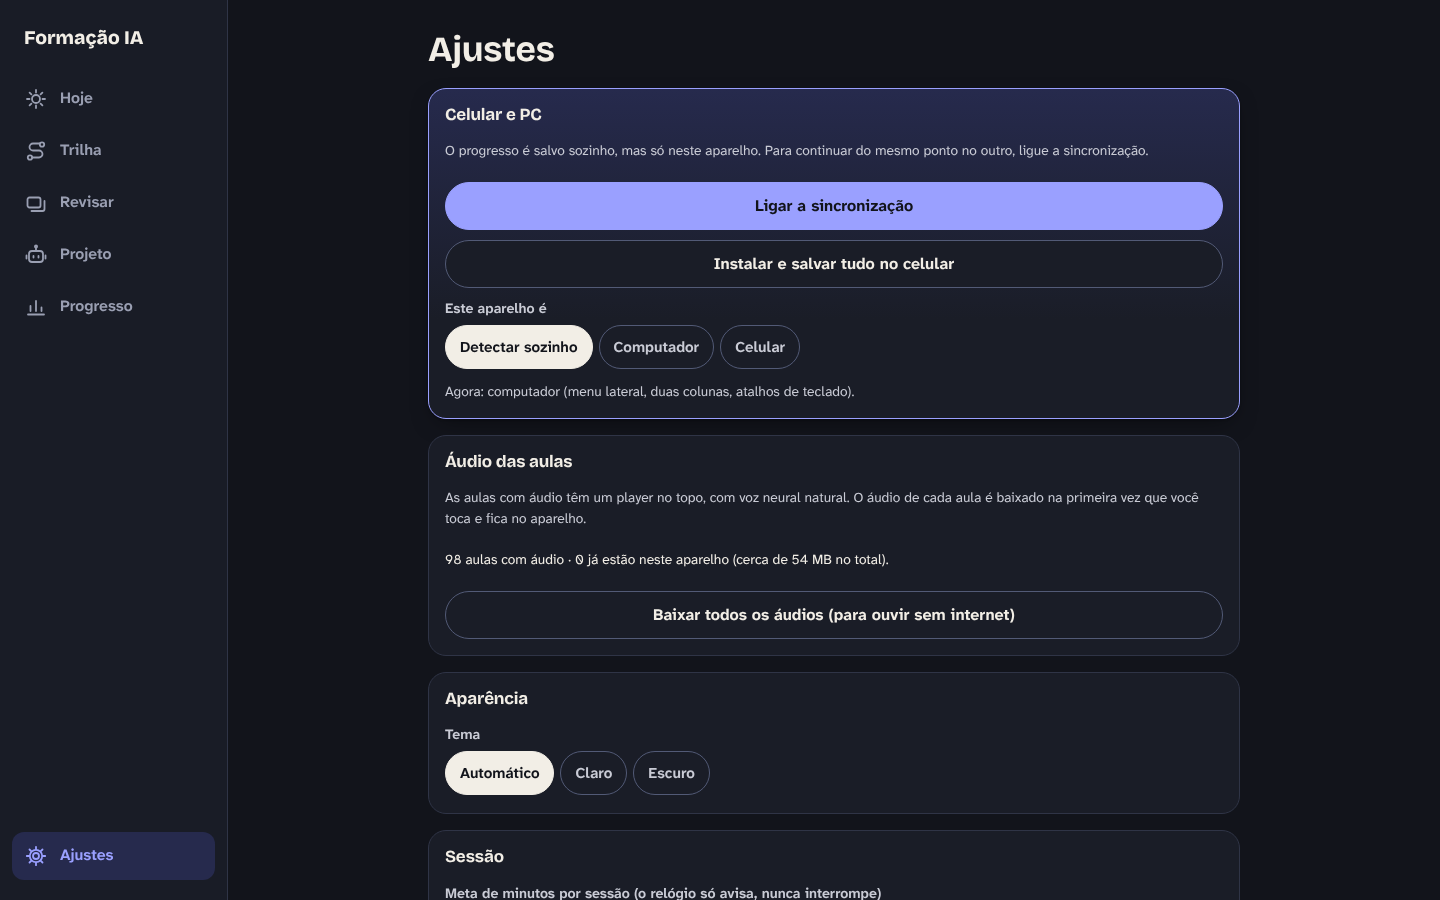 Formação IA
Hoje
Trilha
Revisar
Projeto
Progresso
Ajustes
Ajustes
Celular e PC
O progresso é salvo sozinho, mas só neste aparelho. Para continuar do mesmo ponto no outro, ligue a sincronização.
Ligar a sincronização
Instalar e salvar tudo no celular
Este aparelho é
Detectar sozinho
Computador
Celular
Agora: computador (menu lateral, duas colunas, atalhos de teclado).
Áudio das aulas
As aulas com áudio têm um player no topo, com voz neural natural. O áudio de cada aula é baixado na primeira vez que você
toca e fica no aparelho.
98 aulas com áudio · 0 já estão neste aparelho (cerca de 54 MB no total).
Baixar todos os áudios (para ouvir sem internet)
Aparência
Tema
Automático
Claro
Escuro
Sessão
Meta de minutos por sessão (o relógio só avisa, nunca interrompe)